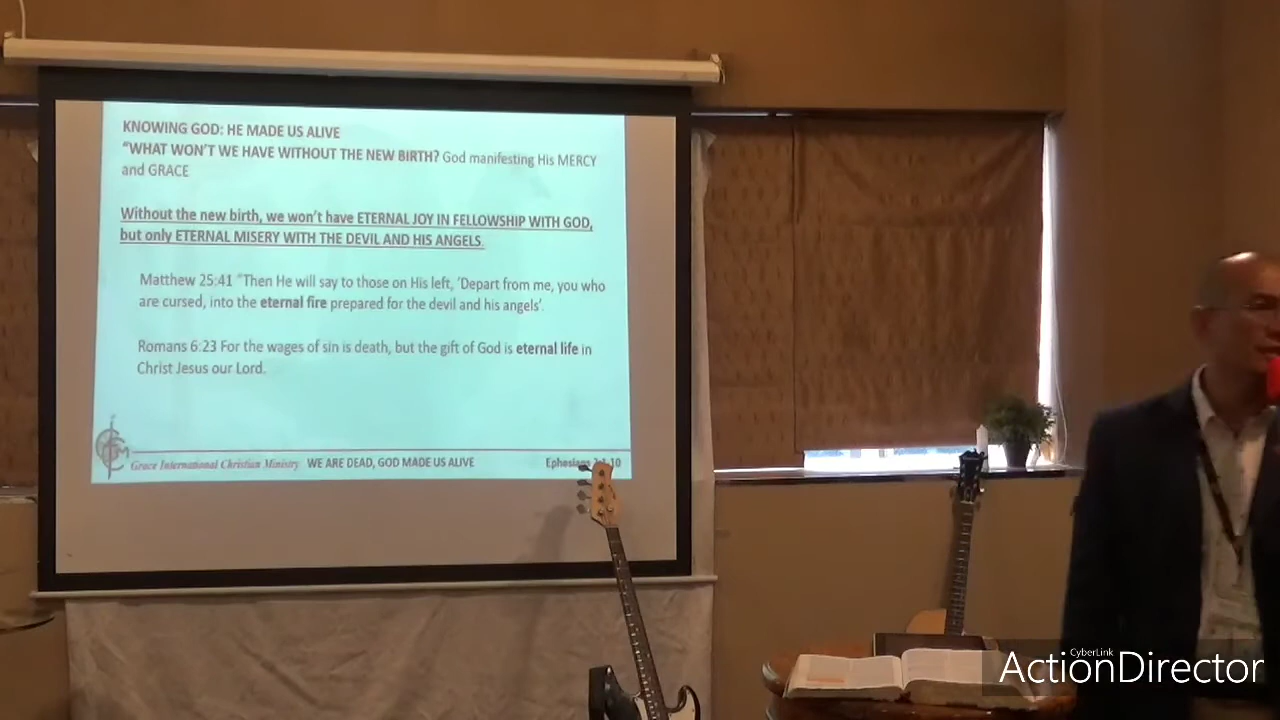 KNOWING GOD: HE MADE US ALIVE
“WHAT WON'T WE HAVE WITHOUT THE NEW BIRTH? God manifesting His MERCY
and GRACE
Without the new birth, we won't have ETERNAL JOY IN FELLOWSHIP WITH GOD,
but only ETERNAL MISERY WITH THE DEVIL AND HIS ANGELS.
Matthew 25:41 “Then He will say to those on His left, 'Depart from me, you who
are cursed, into the eternal fire prepared for the devil and his angels'.
Romans 6:23 For the wages of sin is death, but the gift of God is eternal life in
Christ Jesus our Lord.
Grace International Christian Ministry WE ARE DEAD, GOD MADE US ALIVE Ephesians
CyberLink
ActionDirector